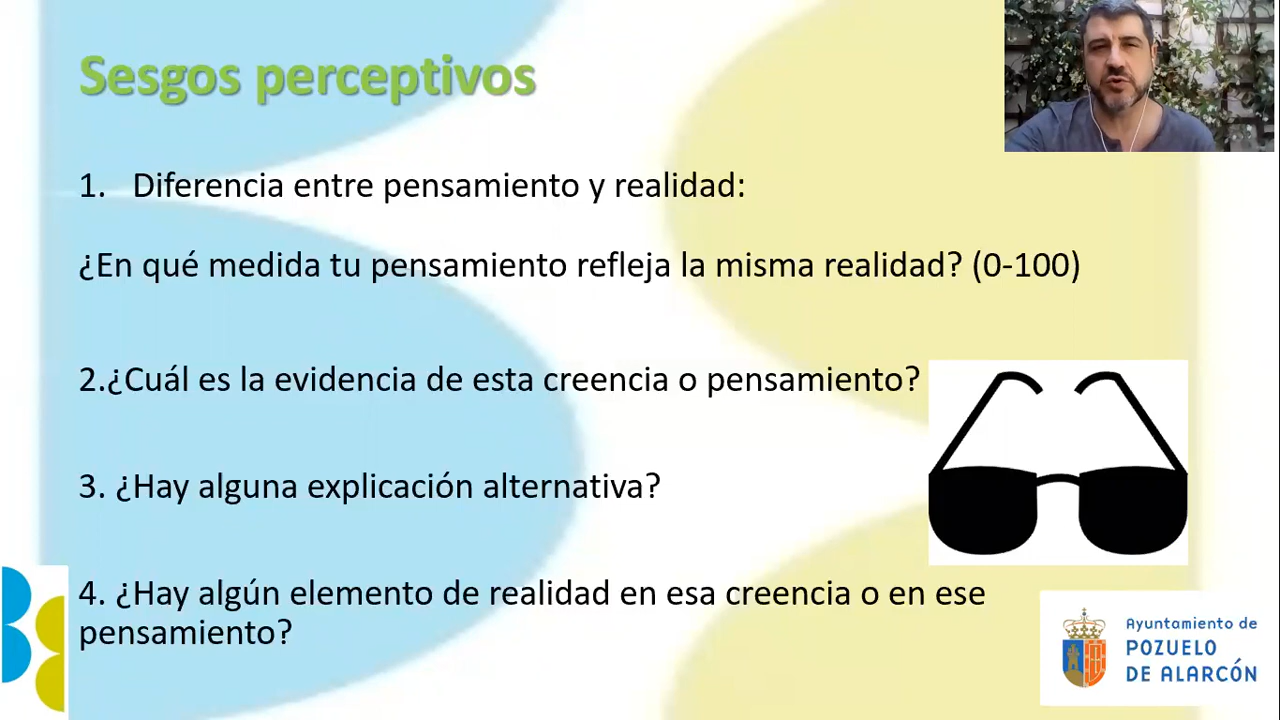 Sesgos perceptivos
1. Diferencia entre pensamiento y realidad:
¿En qué medida tu pensamiento refleja la misma realidad? (0-100)
2.¿Cuál es la evidencia de esta creencia o pensamiento?
3. ¿Hay alguna explicación alternativa?
4. ¿Hay algún elemento de realidad en esa creencia o en ese
pensamiento?
Ayuntamiento de
POZUELO
DE ALARCÓN